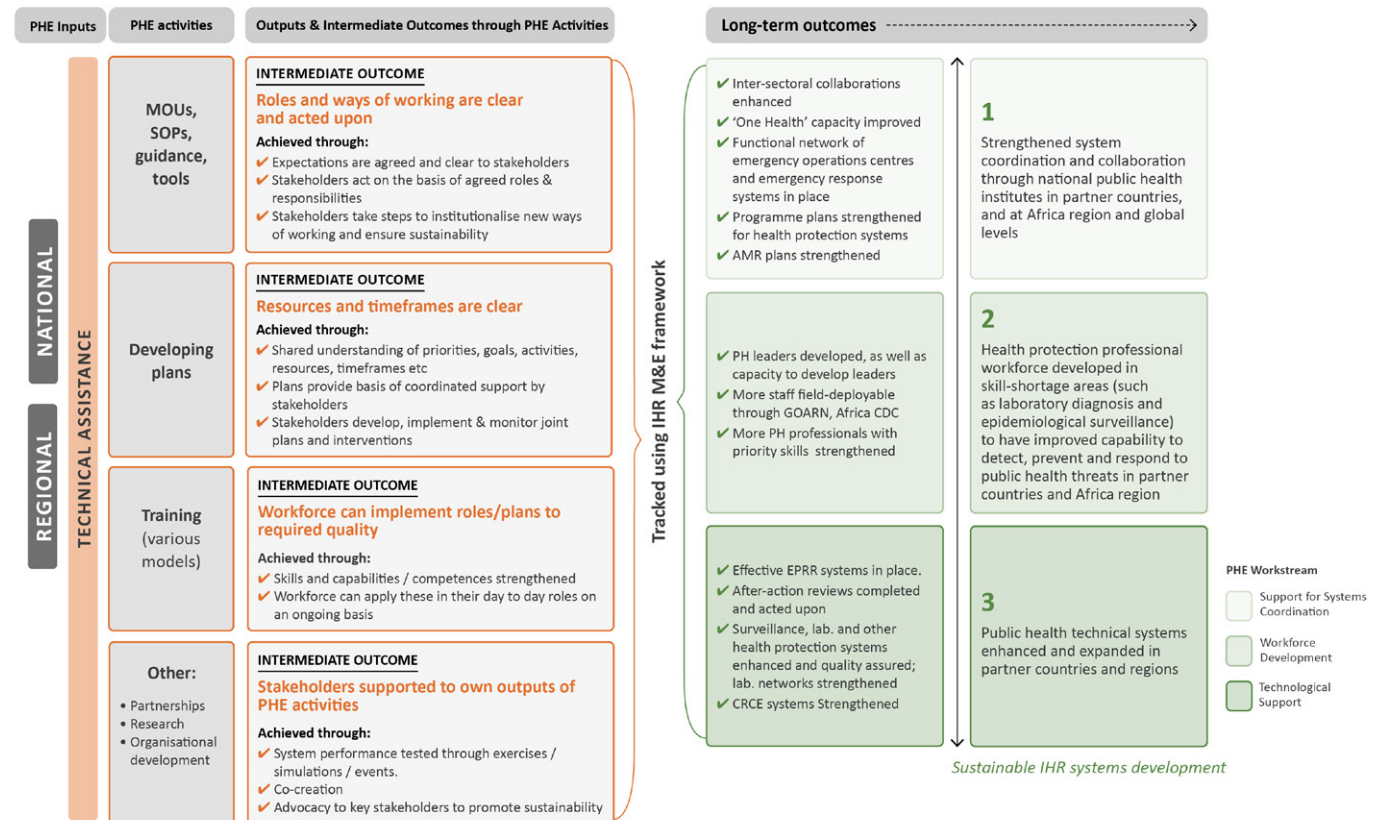 PHE Inputs
PHE activities
Outputs & Intermediate Outcomes through PHE Activities
Long-term outcomes
NATIONAL
REGIONAL
TECHNICAL ASSISTANCE
MOUs,
SOPs,
guidance,
tools
INTERMEDIATE OUTCOME
Roles and ways of working are clear
and acted upon
Achieved through:
✔ Expectations are agreed and clear to stakeholders
✔ Stakeholders act on the basis of agreed roles &
responsibilities
✔ Stakeholders take steps to institutionalise new ways
of working and ensure sustainability
Developing
plans
INTERMEDIATE OUTCOME
Resources and timeframes are clear
Achieved through:
✔ Shared understanding of priorities, goals, activities,
resources, timeframes etc
✔ Plans provide basis of coordinated support by
stakeholders
✔ Stakeholders develop, implement & monitor joint
plans and interventions
Training
(various
models)
INTERMEDIATE OUTCOME
Workforce can implement roles/plans to
required quality
Achieved through:
✔ Skills and capabilities / competences strengthened
✔ Workforce can apply these in their day to day roles on
an ongoing basis
Other:
• Partnerships
• Research
• Organisational
development
INTERMEDIATE OUTCOME
Stakeholders supported to own outputs of
PHE activities
Achieved through:
✔ System performance tested through exercises /
simulations / events.
✔ Co-creation
✔ Advocacy to key stakeholders to promote sustainability
Tracked using IHR M&E framework
✔ Inter-sectoral collaborations
enhanced
✔ ‘One Health’ capacity improved
✔ Functional network of
emergency operations centres
and emergency response
systems in place
✔ Programme plans strengthened
for health protection systems
✔ AMR plans strengthened
1
Strengthened system
coordination and collaboration
through national public health
institutes in partner countries,
and at Africa region and global
levels
✔ PH leaders developed, as well as
capacity to develop leaders
✔ More staff field-deployable
through GOARN, Africa CDC
✔ More PH professionals with
priority skills strengthened
2
Health protection professional
workforce developed in
skill-shortage areas (such
as laboratory diagnosis and
epidemiological surveillance)
to have improved capability to
detect, prevent and respond to
public health threats in partner
countries and Africa region
✔ Effective EPRR systems in place.
✔ After-action reviews completed
and acted upon
✔ Surveillance, lab. and other
health protection systems
enhanced and quality assured;
lab. networks strengthened
✔ CRCE systems Strengthened
3
Public health technical systems
enhanced and expanded in
partner countries and regions
Sustainable IHR systems development
PHE Workstream
Support for Systems
Coordination
Workforce
Development
Technological
Support